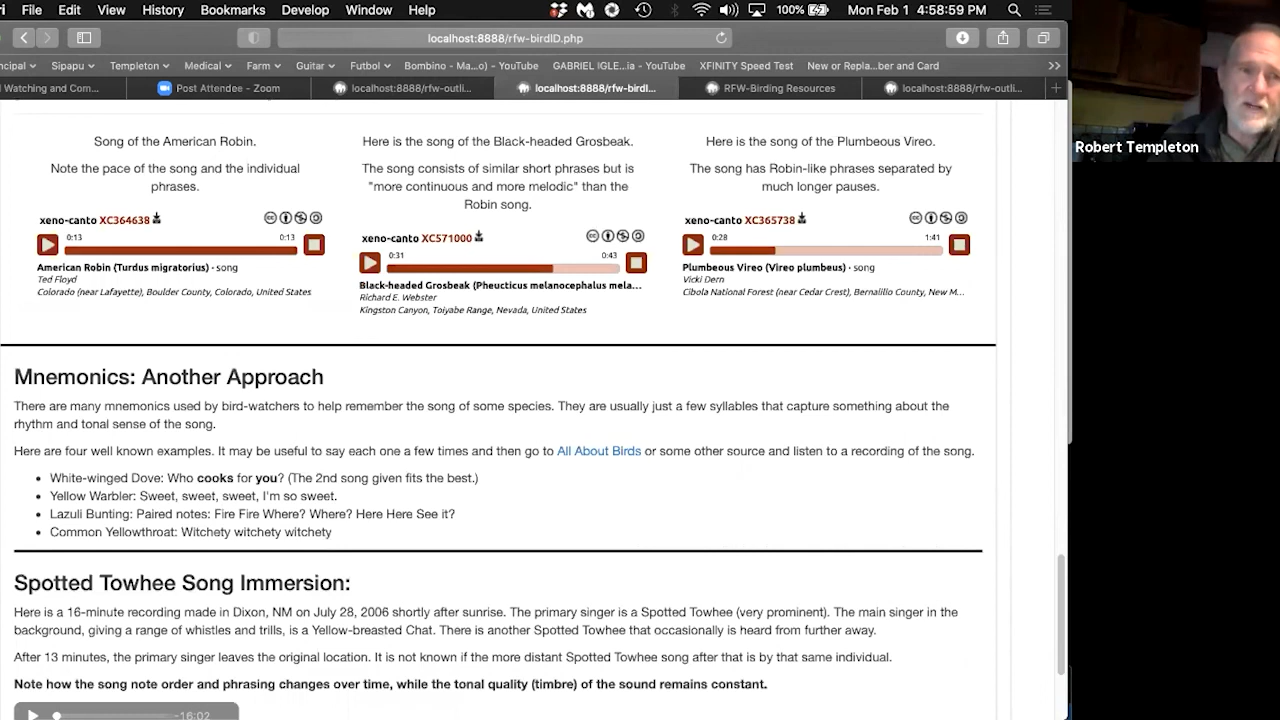 File Edit View History Bookmarks Develop Window Help 100% Mon Feb 1 4:58:59 PM
localhost:8888/rfw-birdID.php
ncipal Sipapu Templeton Medical Farm Guitar Futbol Bombino - Ma...o) - YouTube GABRIEL IGLE...ia - YouTube XFINITY Speed Test New or Repla...ber and Card
Watching and Com... Post Attendee - Zoom localhost:8888/rfw-outli... localhost:8888/rfw-birdI... RFW-Birding Resources localhost:8888/rfw-outli...
Robert Templeton
Song of the American Robin.
Note the pace of the song and the individual
phrases.
xeno-canto XC364638
0:13 0:13
American Robin (Turdus migratorius) · song
Ted Floyd
Colorado (near Lafayette), Boulder County, Colorado, United States
Here is the song of the Black-headed Grosbeak.
The song consists of similar short phrases but is
"more continuous and more melodic" than the
Robin song.
xeno-canto XC571000
0:31 0:43
Black-headed Grosbeak (Pheucticus melanocephalus mela...
Richard E. Webster
Kingston Canyon, Toiyabe Range, Nevada, United States
Here is the song of the Plumbeous Vireo.
The song has Robin-like phrases separated by
much longer pauses.
xeno-canto XC365738
0:28 1:41
Plumbeous Vireo (Vireo plumbeus) · song
Vicki Dern
Cibola National Forest (near Cedar Crest), Bernalillo County, New M...
Mnemonics: Another Approach
There are many mnemonics used by bird-watchers to help remember the song of some species. They are usually just a few syllables that capture something about the
rhythm and tonal sense of the song.
Here are four well known examples. It may be useful to say each one a few times and then go to All About Birds or some other source and listen to a recording of the song.
• White-winged Dove: Who cooks for you? (The 2nd song given fits the best.)
• Yellow Warbler: Sweet, sweet, sweet, I'm so sweet.
• Lazuli Bunting: Paired notes: Fire Fire Where? Where? Here Here See it?
• Common Yellowthroat: Witchety witchety witchety
Spotted Towhee Song Immersion:
Here is a 16-minute recording made in Dixon, NM on July 28, 2006 shortly after sunrise. The primary singer is a Spotted Towhee (very prominent). The main singer in the
background, giving a range of whistles and trills, is a Yellow-breasted Chat. There is another Spotted Towhee that occasionally is heard from further away.
After 13 minutes, the primary singer leaves the original location. It is not known if the more distant Spotted Towhee song after that is by that same individual.
Note how the song note order and phrasing changes over time, while the tonal quality (timbre) of the sound remains constant.
-16:02